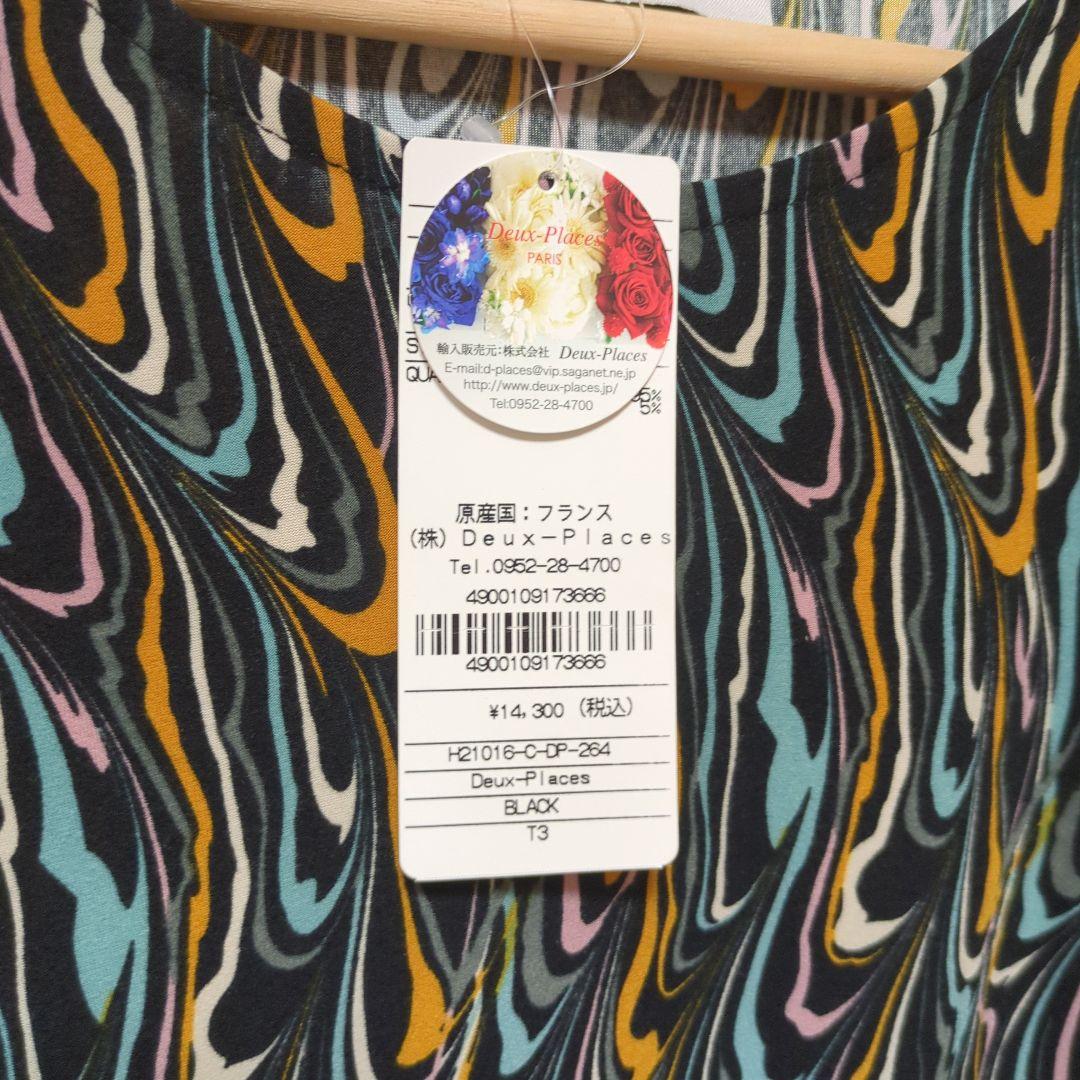 Deux-Places
PARIS
輸入販売元:株式会社 Deux-Places
E-mail:d-places@vip.saganet.ne.jp
http://www.deux-places.jp/
Tel:0952-28-4700
5%
原産国：フランス
(株) Deux-Places
Tel.0952-28-4700
4900109173666
4900109173666
¥14,300 (税込)
H21016-C-DP-264
Deux-Places
BLACK
T3